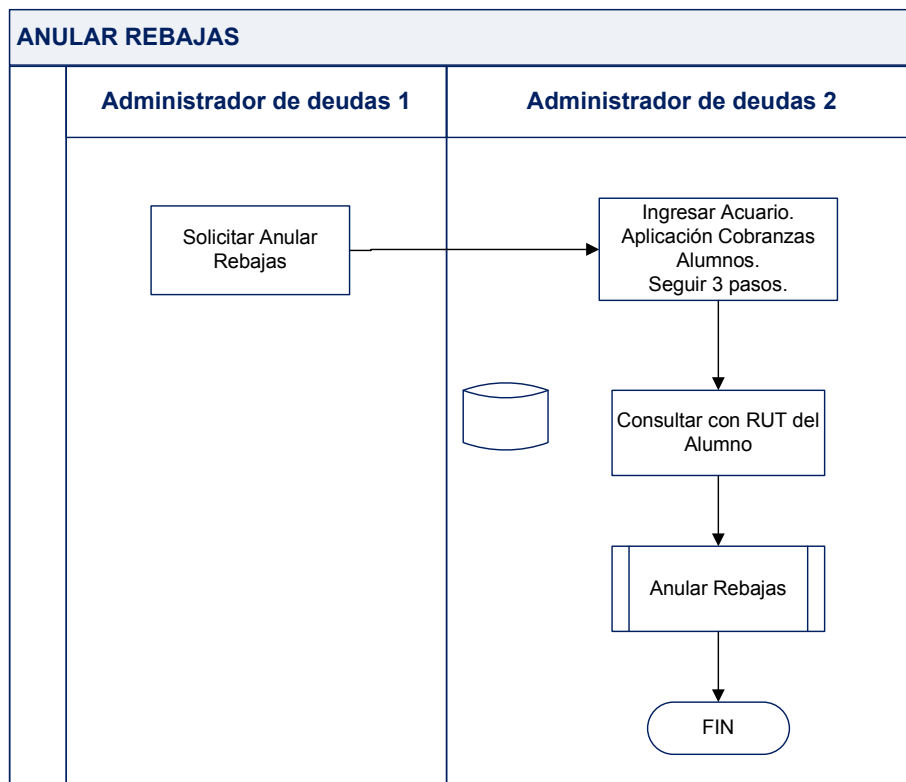 ANULAR REBAJAS
Administrador de deudas 1
Administrador de deudas 2
Solicitar Anular
Rebajas
Ingresar Acuario.
Aplicación Cobranzas
Alumnos.
Seguir 3 pasos.
Consultar con RUT del
Alumno
Anular Rebajas
FIN